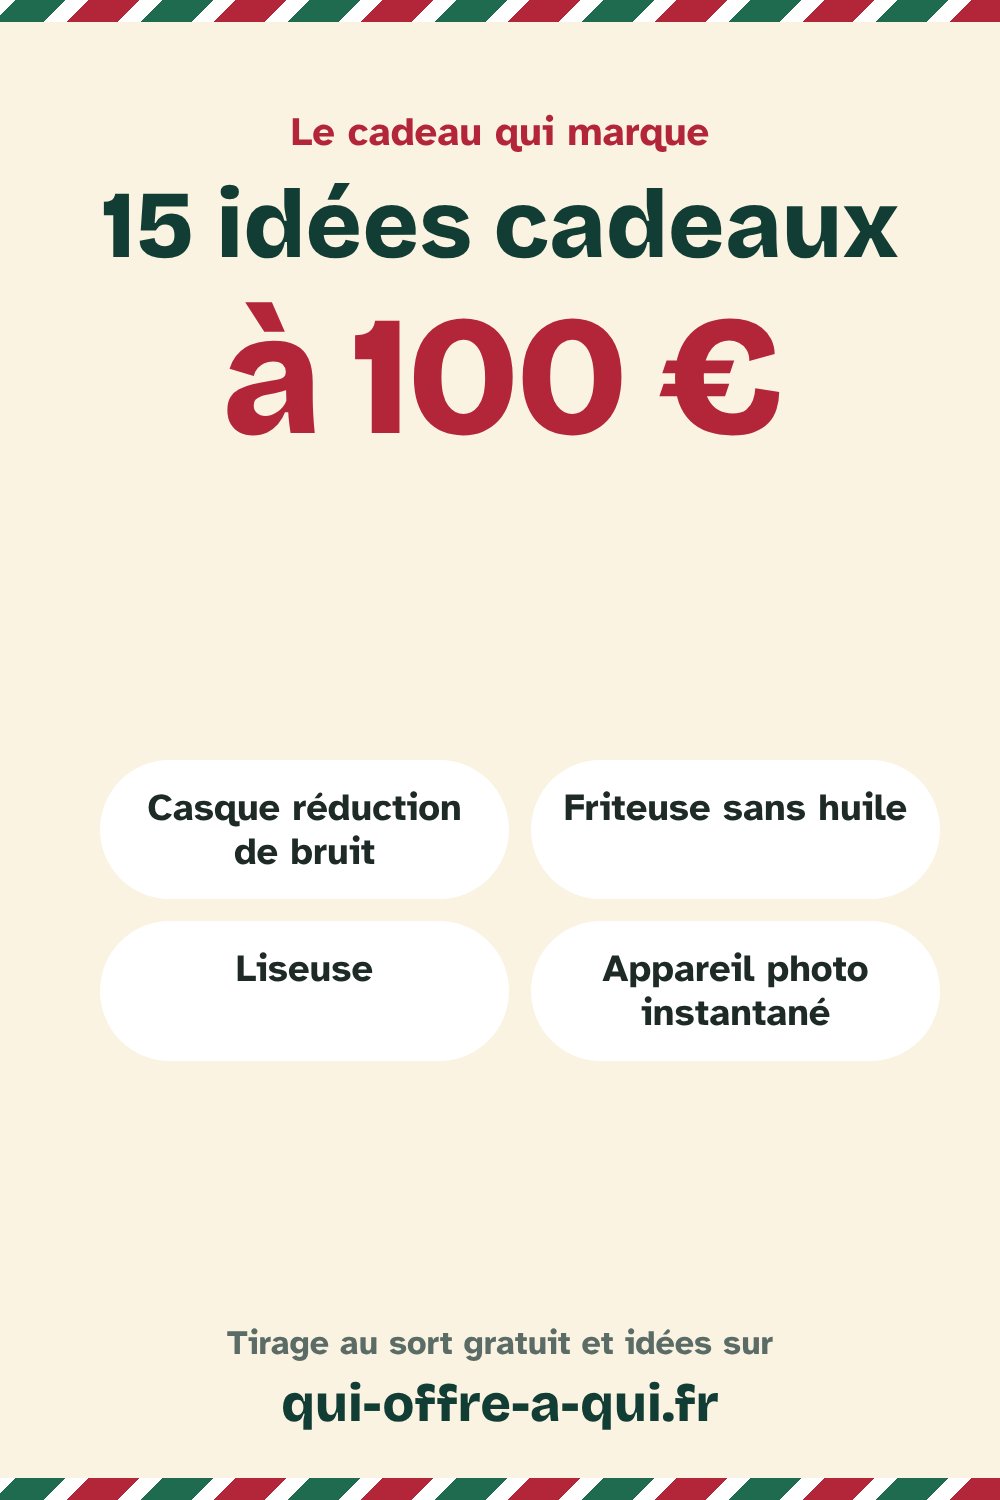 Le cadeau qui marque
15 idées cadeaux
à 100 €
Casque réduction
de bruit
Friteuse sans huile
Liseuse
Appareil photo
instantané
Tirage au sort gratuit et idées sur
qui-offre-a-qui.fr